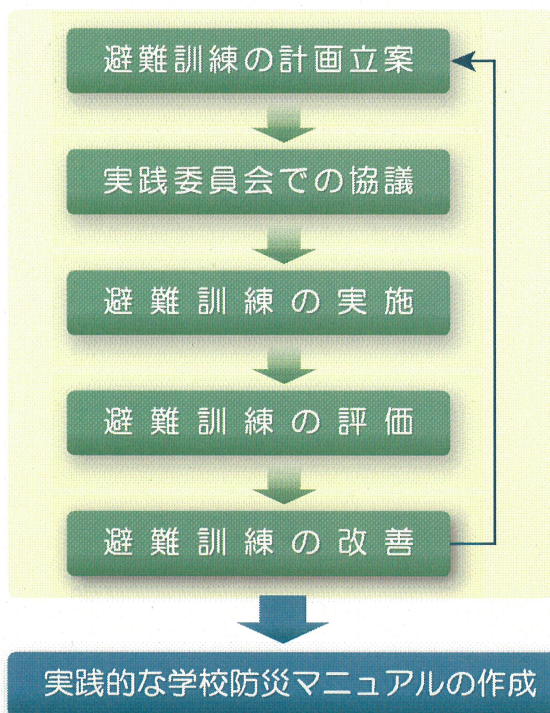 避難訓練の計画立案
実践委員会での協議
避難訓練の実施
避難訓練の評価
避難訓練の改善
実践的な学校防災マニュアルの作成